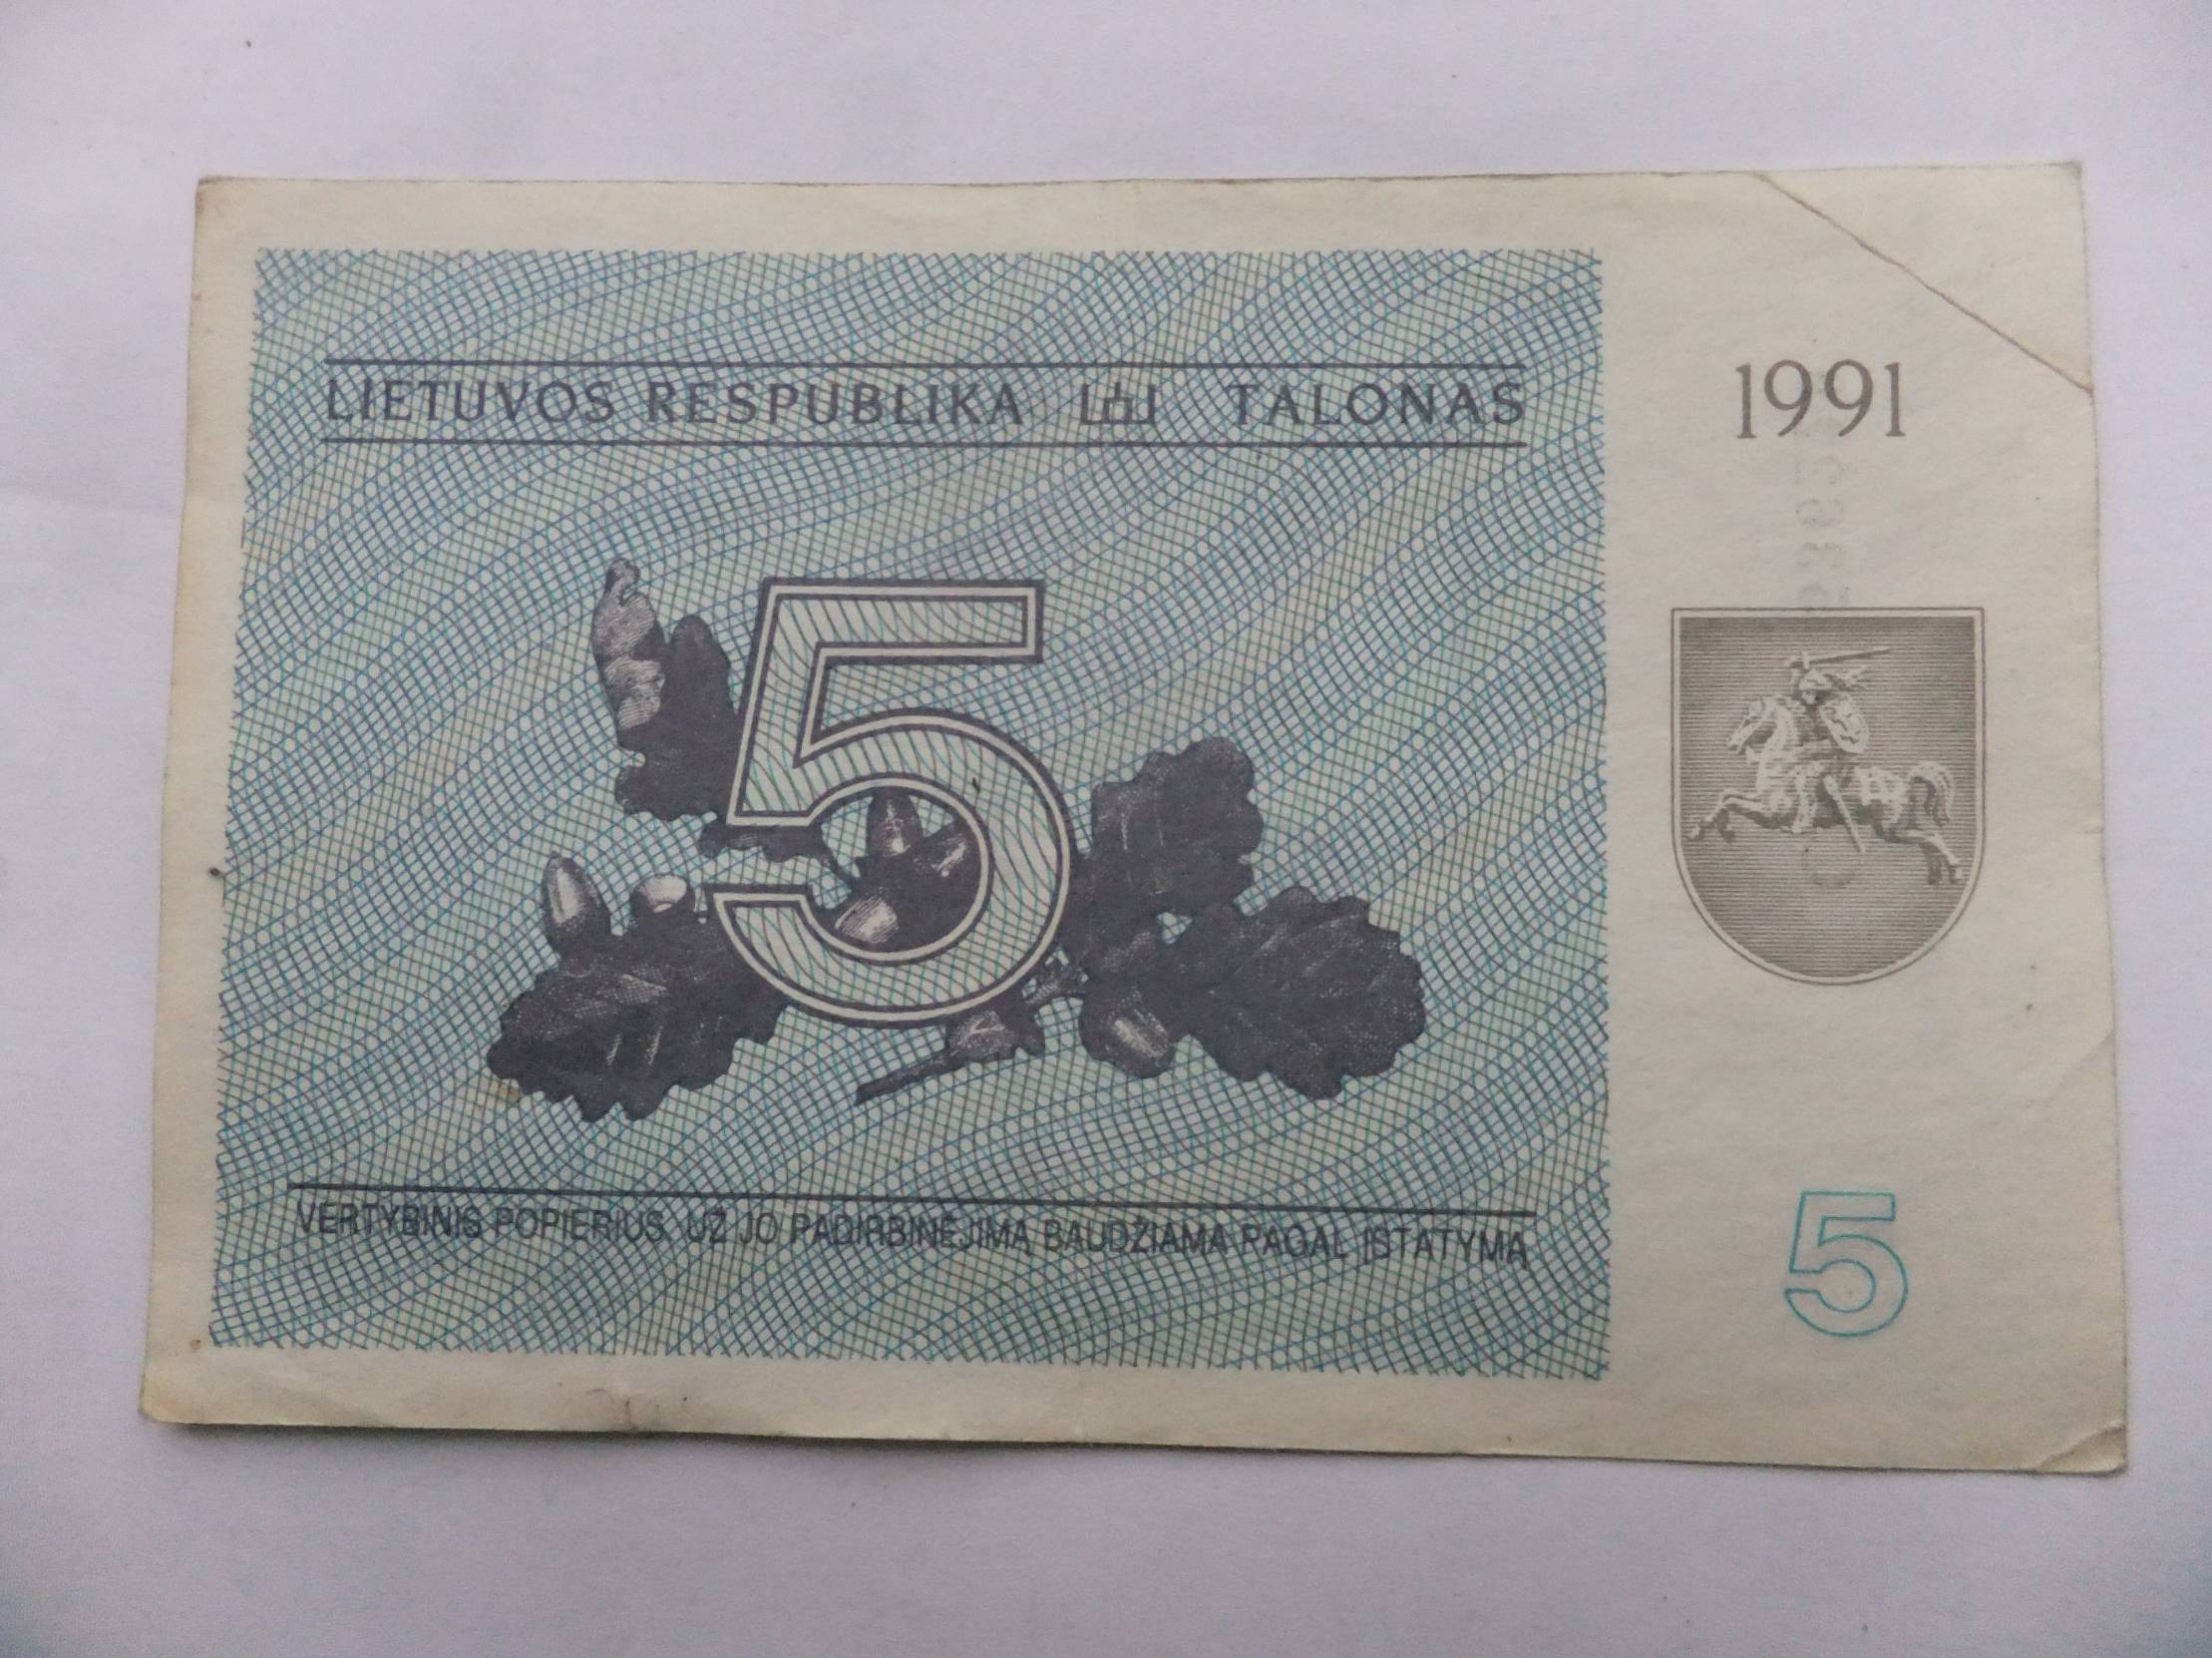 LIETUVOS RESPUBLIKA TALONAS
1991
5
VERTYBINIS POPIERIUS. UŽ JO PADIRBINĖJIMĄ BAUDŽIAMA PAGAL ĮSTATYMĄ
5